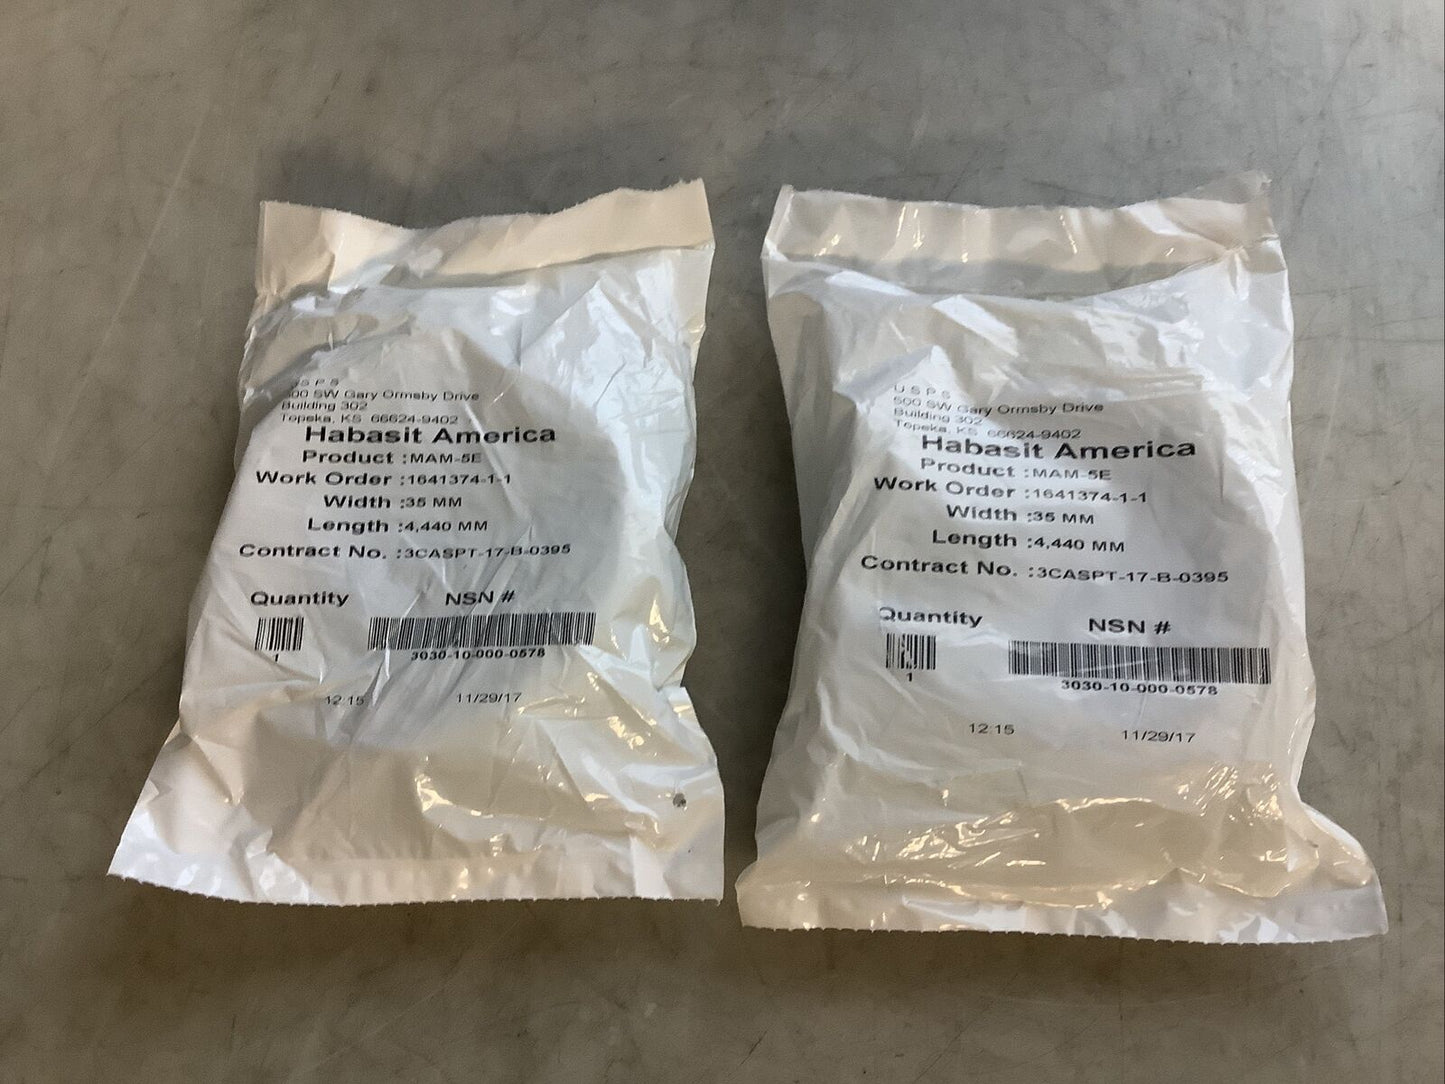 U S P S
500 SW Gary Ormsby Drive
Building 302
Topeka, KS 66624-9402
Habasit America
Product : MAM-5E
Work Order : 1641374-1-1
Width : 35 MM
Length : 4,440 MM
Contract No. : 3CASPT-17-B-0395
Quantity NSN #
1 3030-10-000-0578
12:15 11/29/17
U S P S
500 SW Gary Ormsby Drive
Building 302
Topeka, KS 66624-9402
Habasit America
Product : MAM-5E
Work Order : 1641374-1-1
Width : 35 MM
Length : 4,440 MM
Contract No. : 3CASPT-17-B-0395
Quantity NSN #
1 3030-10-000-0578
12:15 11/29/17